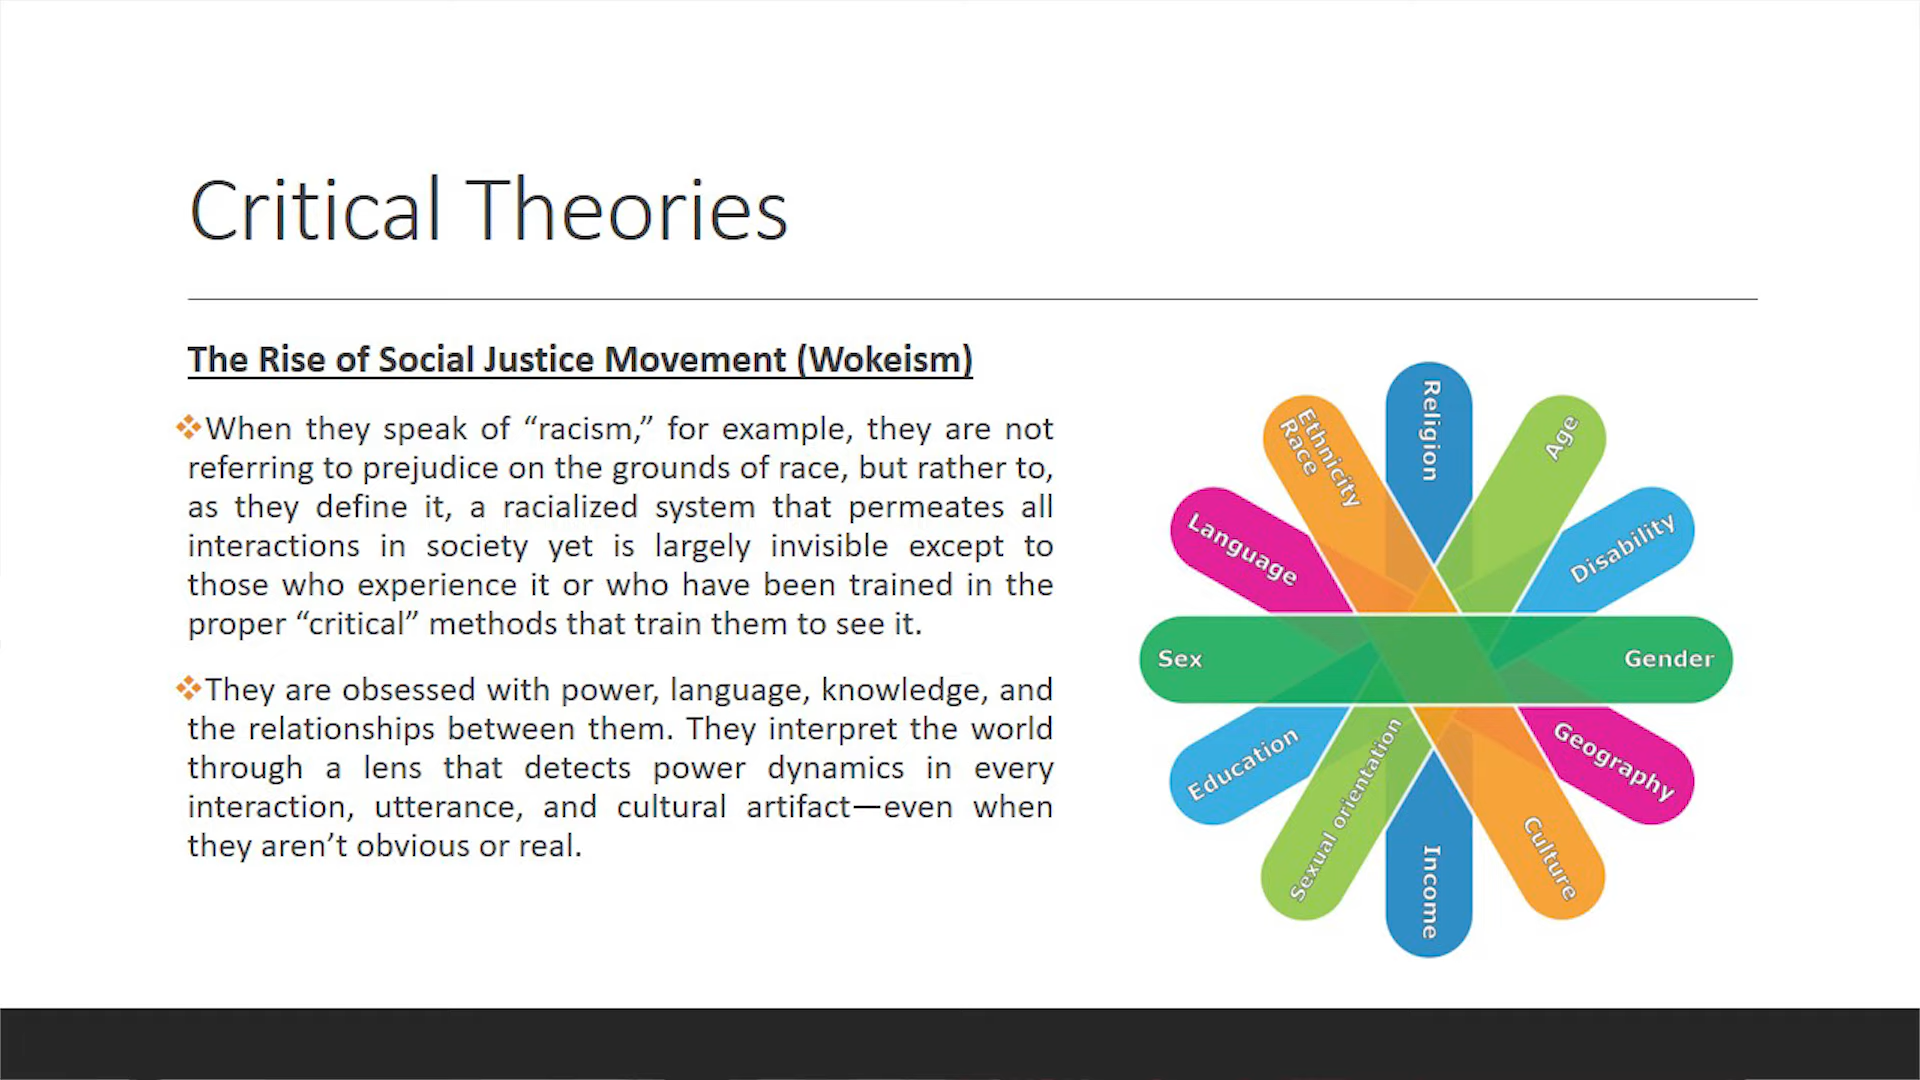 Critical Theories
The Rise of Social Justice Movement (Wokeism)
❖When they speak of “racism,” for example, they are not
referring to prejudice on the grounds of race, but rather to,
as they define it, a racialized system that permeates all
interactions in society yet is largely invisible except to
those who experience it or who have been trained in the
proper “critical” methods that train them to see it.
❖They are obsessed with power, language, knowledge, and
the relationships between them. They interpret the world
through a lens that detects power dynamics in every
interaction, utterance, and cultural artifact—even when
they aren’t obvious or real.
Religion
Age
Disability
Gender
Geography
Culture
Income
Sexual orientation
Education
Sex
Language
Ethnicity
Race